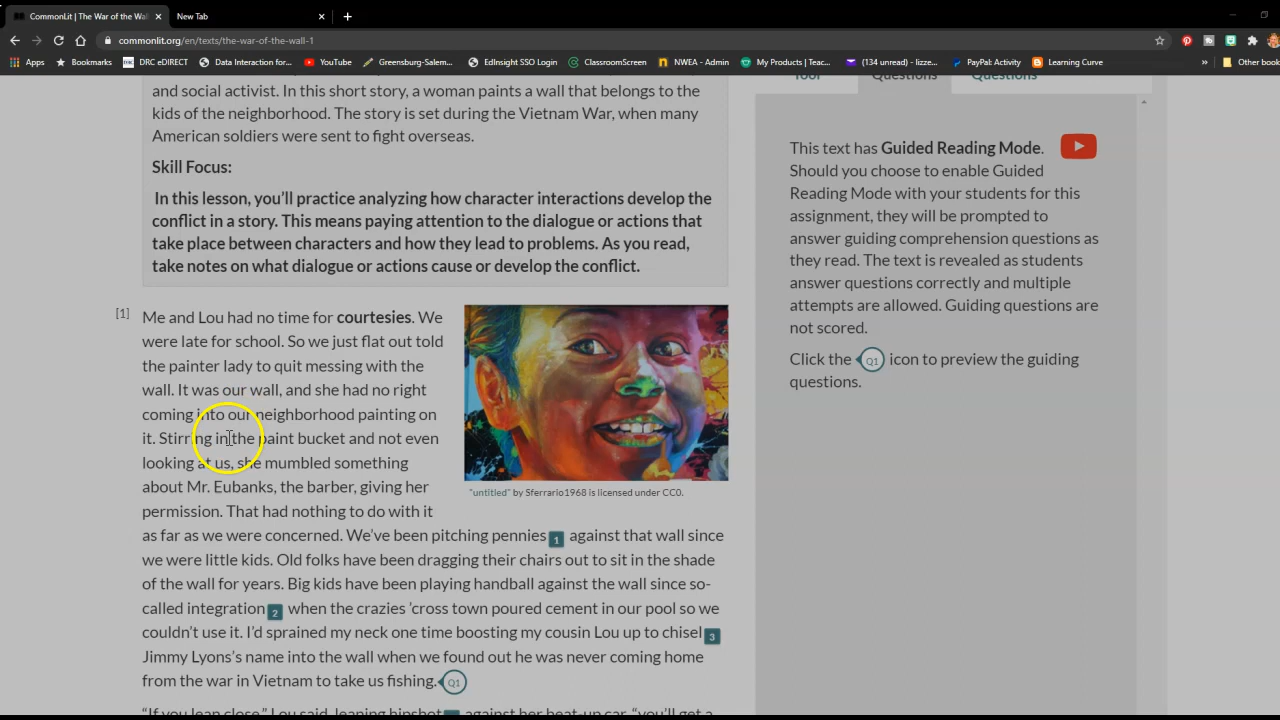 CommonLit | The War of the Wall
New Tab
commonlit.org/en/texts/the-war-of-the-wall-1
Apps
Bookmarks
DRC eDIRECT
Data Interaction for...
YouTube
Greensburg-Salem...
EdInsight SSO Login
ClassroomScreen
NWEA - Admin
My Products | Teac...
(134 unread) - lizze...
PayPal: Activity
Learning Curve
Other book
and social activist. In this short story, a woman paints a wall that belongs to the
kids of the neighborhood. The story is set during the Vietnam War, when many
American soldiers were sent to fight overseas.
Skill Focus:
In this lesson, you'll practice analyzing how character interactions develop the
conflict in a story. This means paying attention to the dialogue or actions that
take place between characters and how they lead to problems. As you read,
take notes on what dialogue or actions cause or develop the conflict.
[1]
Me and Lou had no time for courtesies. We
were late for school. So we just flat out told
the painter lady to quit messing with the
wall. It was our wall, and she had no right
coming into our neighborhood painting on
it. Stirring in the paint bucket and not even
looking at us, she mumbled something
about Mr. Eubanks, the barber, giving her
permission. That had nothing to do with it
as far as we were concerned. We've been pitching pennies 1 against that wall since
we were little kids. Old folks have been dragging their chairs out to sit in the shade
of the wall for years. Big kids have been playing handball against the wall since so-
called integration 2 when the crazies 'cross town poured cement in our pool so we
couldn't use it. I'd sprained my neck one time boosting my cousin Lou up to chisel 3
Jimmy Lyons's name into the wall when we found out he was never coming home
from the war in Vietnam to take us fishing. Q1
"If you lean close," Lou said, leaning hipshot against her beat-up car, "you'll get a
"untitled" by Sferrario1968 is licensed under CC0.
Tool
Questions
Questions
This text has Guided Reading Mode.
Should you choose to enable Guided
Reading Mode with your students for this
assignment, they will be prompted to
answer guiding comprehension questions as
they read. The text is revealed as students
answer questions correctly and multiple
attempts are allowed. Guiding questions are
not scored.
Click the Q1 icon to preview the guiding
questions.